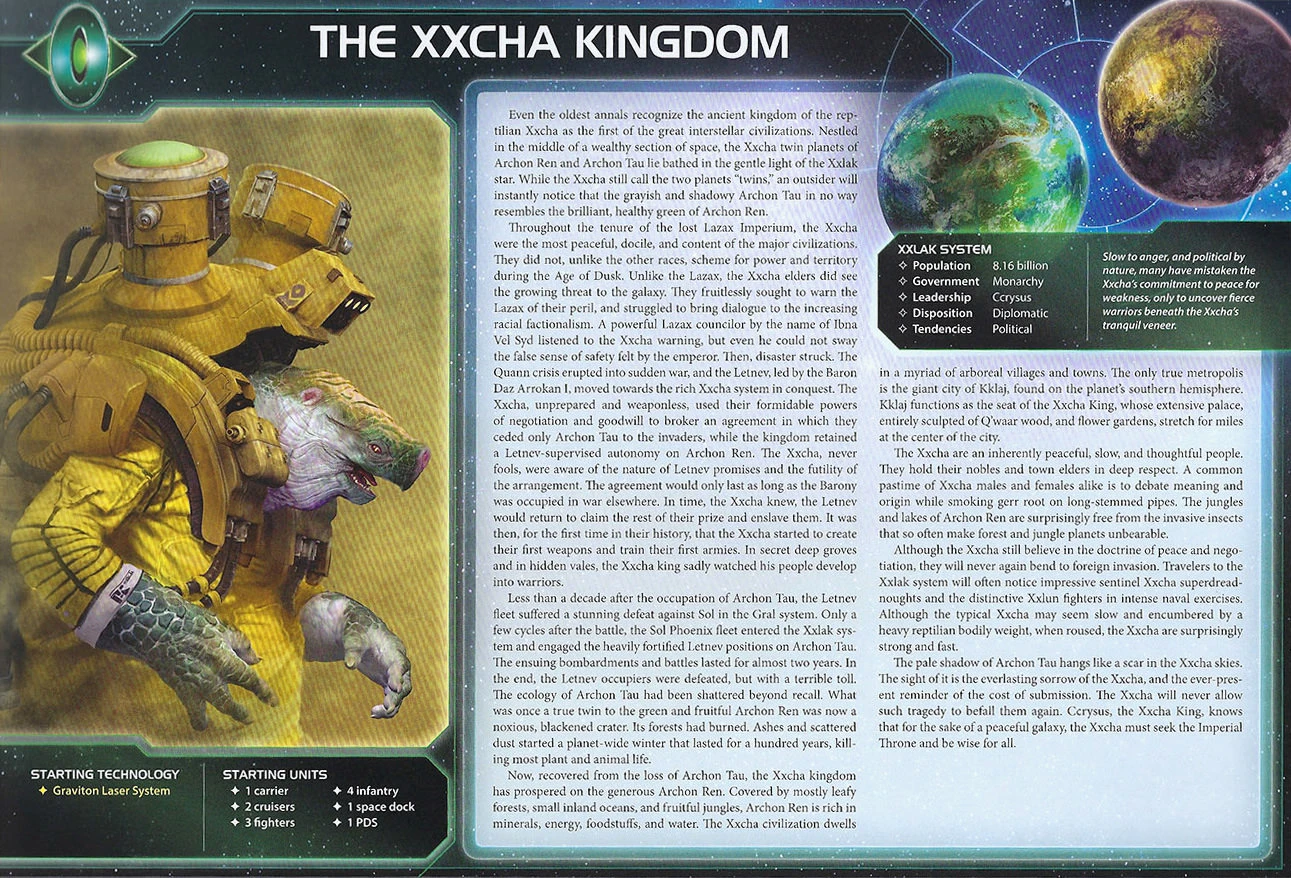 THE XXCHA KINGDOM
Even the oldest annals recognize the ancient kingdom of the rep-
tilian Xxcha as the first of the great interstellar civilizations. Nestled
in the middle of a wealthy section of space, the Xxcha twin planets of
Archon Ren and Archon Tau lie bathed in the gentle light of the Xxlak
star. While the Xxcha still call the two planets “twins,” an outsider will
instantly notice that the grayish and shadowy Archon Tau in no way
resembles the brilliant, healthy green of Archon Ren.
Throughout the tenure of the lost Lazax Imperium, the Xxcha
were the most peaceful, docile, and content of the major civilizations.
They did not, unlike the other races, scheme for power and territory
during the Age of Dusk. Unlike the Lazax, the Xxcha elders did see
the growing threat to the galaxy. They fruitlessly sought to warn the
Lazax of their peril, and struggled to bring dialogue to the increasing
racial factionalism. A powerful Lazax councilor by the name of Ibna
Vel Syd listened to the Xxcha warning, but even he could not sway
the false sense of safety felt by the emperor. Then, disaster struck. The
Quann crisis erupted into sudden war, and the Letnev, led by the Baron
Daz Arrokan I, moved towards the rich Xxcha system in conquest. The
Xxcha, unprepared and weaponless, used their formidable powers
of negotiation and goodwill to broker an agreement in which they
ceded only Archon Tau to the invaders, while the kingdom retained
a Letnev-supervised autonomy on Archon Ren. The Xxcha, never
fools, were aware of the nature of Letnev promises and the futility of
the arrangement. The agreement would only last as long as the Barony
was occupied in war elsewhere. In time, the Xxcha knew, the Letnev
would return to claim the rest of their prize and enslave them. It was
then, for the first time in their history, that the Xxcha started to create
their first weapons and train their first armies. In secret deep groves
and in hidden vales, the Xxcha king sadly watched his people develop
into warriors.
Less than a decade after the occupation of Archon Tau, the Letnev
fleet suffered a stunning defeat against Sol in the Gral system. Only a
few cycles after the battle, the Sol Phoenix fleet entered the Xxlak sys-
tem and engaged the heavily fortified Letnev positions on Archon Tau.
The ensuing bombardments and battles lasted for almost two years. In
the end, the Letnev occupiers were defeated, but with a terrible toll.
The ecology of Archon Tau had been shattered beyond recall. What
was once a true twin to the green and fruitful Archon Ren was now a
noxious, blackened crater. Its forests had burned. Ashes and scattered
dust started a planet-wide winter that lasted for a hundred years, kill-
ing most plant and animal life.
Now, recovered from the loss of Archon Tau, the Xxcha kingdom
has prospered on the generous Archon Ren. Covered by mostly leafy
forests, small inland oceans, and fruitful jungles, Archon Ren is rich in
minerals, energy, foodstuffs, and water. The Xxcha civilization dwells
XXLAK SYSTEM
Population 8.16 billion
Government Monarchy
Leadership Ccrysus
Disposition Diplomatic
Tendencies Political
Slow to anger, and political by
nature, many have mistaken the
Xxcha’s commitment to peace for
weakness, only to uncover fierce
warriors beneath the Xxcha’s
tranquil veneer.
in a myriad of arboreal villages and towns. The only true metropolis
is the giant city of Kklaj, found on the planet’s southern hemisphere.
Kklaj functions as the seat of the Xxcha King, whose extensive palace,
entirely sculpted of Q’waar wood, and flower gardens, stretch for miles
at the center of the city.
The Xxcha are an inherently peaceful, slow, and thoughtful people.
They hold their nobles and town elders in deep respect. A common
pastime of Xxcha males and females alike is to debate meaning and
origin while smoking gerr root on long-stemmed pipes. The jungles
and lakes of Archon Ren are surprisingly free from the invasive insects
that so often make forest and jungle planets unbearable.
Although the Xxcha still believe in the doctrine of peace and nego-
tiation, they will never again bend to foreign invasion. Travelers to the
Xxlak system will often notice impressive sentinel Xxcha superdread-
noughts and the distinctive Xxlun fighters in intense naval exercises.
Although the typical Xxcha may seem slow and encumbered by a
heavy reptilian bodily weight, when roused, the Xxcha are surprisingly
strong and fast.
The pale shadow of Archon Tau hangs like a scar in the Xxcha skies.
The sight of it is the everlasting sorrow of the Xxcha, and the ever-pres-
ent reminder of the cost of submission. The Xxcha will never allow
such tragedy to befall them again. Ccrysus, the Xxcha King, knows
that for the sake of a peaceful galaxy, the Xxcha must seek the Imperial
Throne and be wise for all.
STARTING TECHNOLOGY
Graviton Laser System
STARTING UNITS
1 carrier
2 cruisers
3 fighters
4 infantry
1 space dock
1 PDS